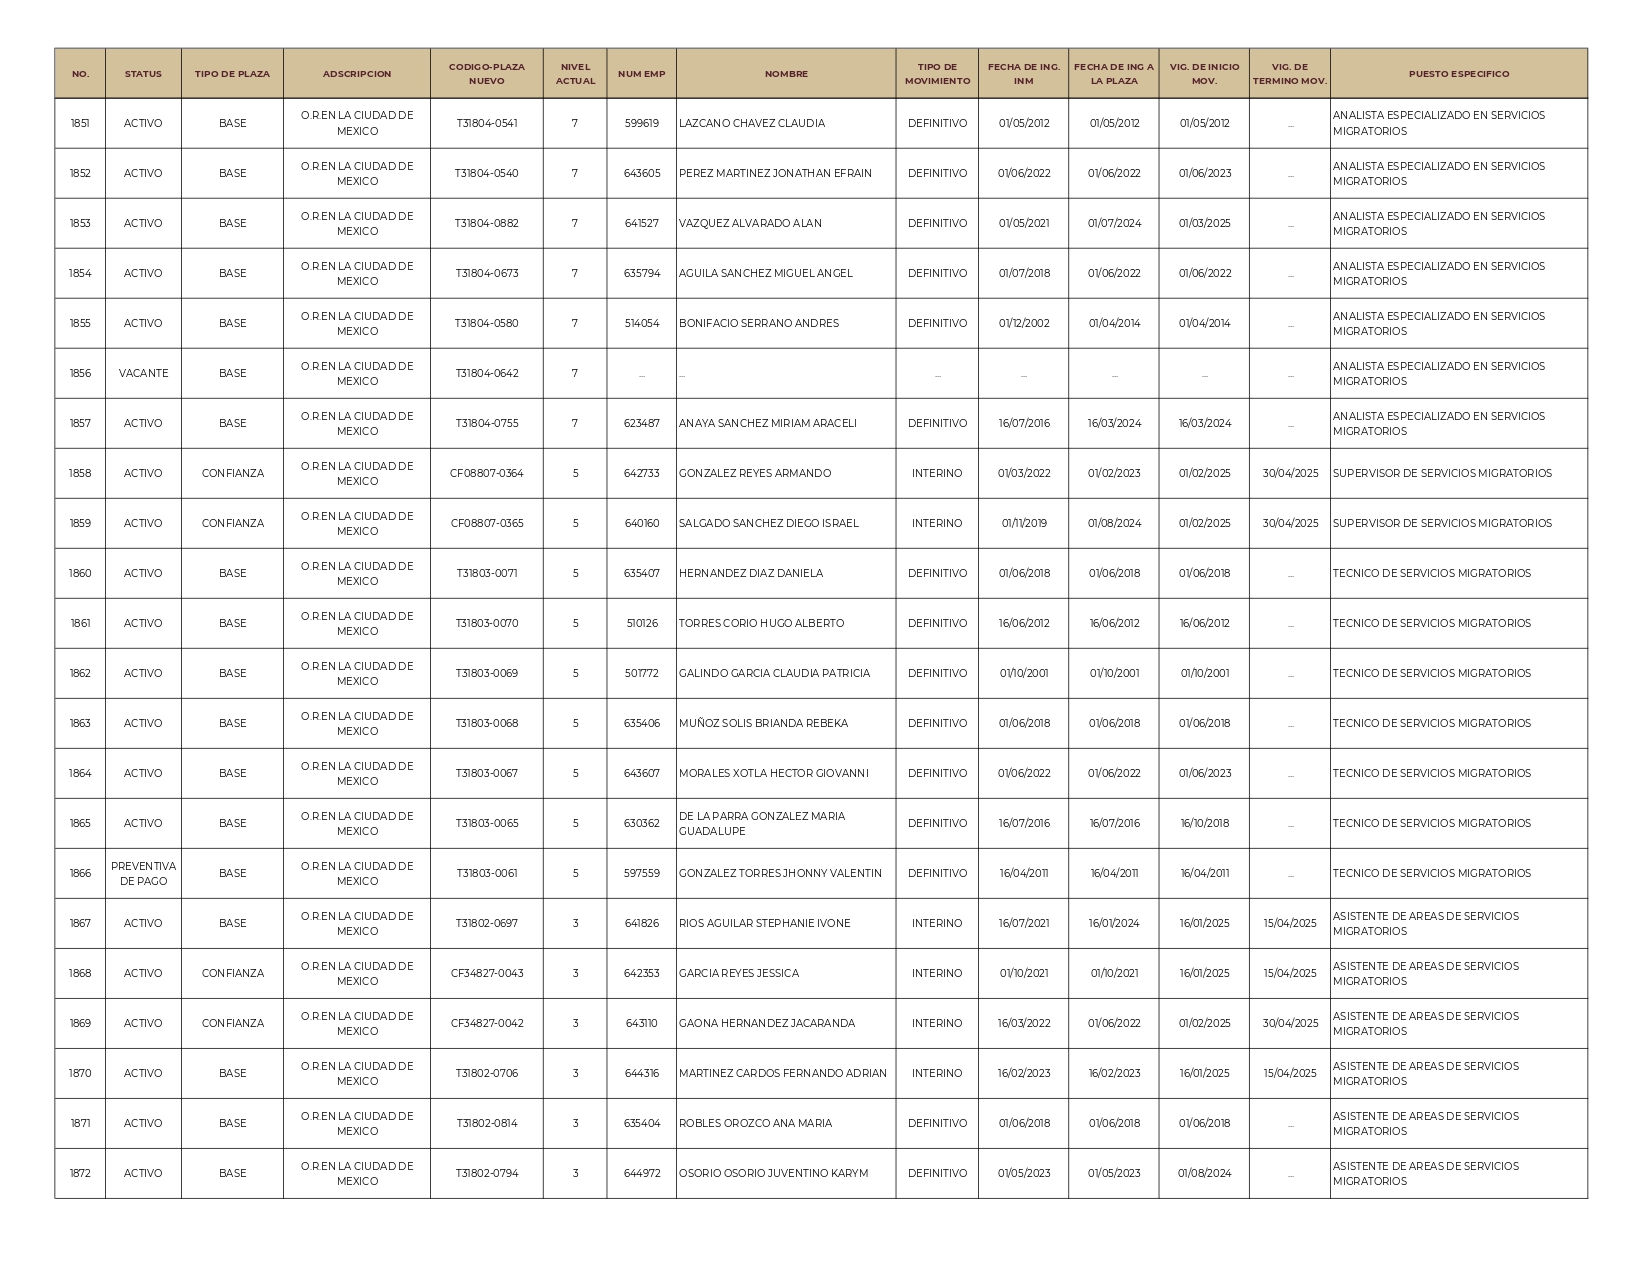 NO. STATUS TIPO DE PLAZA ADSCRIPCION CODIGO-PLAZA NUEVO NIVEL ACTUAL NUM EMP NOMBRE TIPO DE MOVIMIENTO FECHA DE ING. INM FECHA DE ING A LA PLAZA VIG. DE INICIO MOV. VIG. DE TERMINO MOV. PUESTO ESPECIFICO
1851 ACTIVO BASE O.R.EN LA CIUDAD DE MEXICO T31804-0541 7 599619 LAZCANO CHAVEZ CLAUDIA DEFINITIVO 01/05/2012 01/05/2012 01/05/2012 ... ANALISTA ESPECIALIZADO EN SERVICIOS MIGRATORIOS
1852 ACTIVO BASE O.R.EN LA CIUDAD DE MEXICO T31804-0540 7 643605 PEREZ MARTINEZ JONATHAN EFRAIN DEFINITIVO 01/06/2022 01/06/2022 01/06/2023 ... ANALISTA ESPECIALIZADO EN SERVICIOS MIGRATORIOS
1853 ACTIVO BASE O.R.EN LA CIUDAD DE MEXICO T31804-0882 7 641527 VAZQUEZ ALVARADO ALAN DEFINITIVO 01/05/2021 01/07/2024 01/03/2025 ... ANALISTA ESPECIALIZADO EN SERVICIOS MIGRATORIOS
1854 ACTIVO BASE O.R.EN LA CIUDAD DE MEXICO T31804-0673 7 635794 AGUILA SANCHEZ MIGUEL ANGEL DEFINITIVO 01/07/2018 01/06/2022 01/06/2022 ... ANALISTA ESPECIALIZADO EN SERVICIOS MIGRATORIOS
1855 ACTIVO BASE O.R.EN LA CIUDAD DE MEXICO T31804-0580 7 514054 BONIFACIO SERRANO ANDRES DEFINITIVO 01/12/2002 01/04/2014 01/04/2014 ... ANALISTA ESPECIALIZADO EN SERVICIOS MIGRATORIOS
1856 VACANTE BASE O.R.EN LA CIUDAD DE MEXICO T31804-0642 7 ... ... ... ... ... ... ... ANALISTA ESPECIALIZADO EN SERVICIOS MIGRATORIOS
1857 ACTIVO BASE O.R.EN LA CIUDAD DE MEXICO T31804-0755 7 623487 ANAYA SANCHEZ MIRIAM ARACELI DEFINITIVO 16/07/2016 16/03/2024 16/03/2024 ... ANALISTA ESPECIALIZADO EN SERVICIOS MIGRATORIOS
1858 ACTIVO CONFIANZA O.R.EN LA CIUDAD DE MEXICO CF08807-0364 5 642733 GONZALEZ REYES ARMANDO INTERINO 01/03/2022 01/02/2023 01/02/2025 30/04/2025 SUPERVISOR DE SERVICIOS MIGRATORIOS
1859 ACTIVO CONFIANZA O.R.EN LA CIUDAD DE MEXICO CF08807-0365 5 640160 SALGADO SANCHEZ DIEGO ISRAEL INTERINO 01/11/2019 01/08/2024 01/02/2025 30/04/2025 SUPERVISOR DE SERVICIOS MIGRATORIOS
1860 ACTIVO BASE O.R.EN LA CIUDAD DE MEXICO T31803-0071 5 635407 HERNANDEZ DIAZ DANIELA DEFINITIVO 01/06/2018 01/06/2018 01/06/2018 ... TECNICO DE SERVICIOS MIGRATORIOS
1861 ACTIVO BASE O.R.EN LA CIUDAD DE MEXICO T31803-0070 5 510126 TORRES CORIO HUGO ALBERTO DEFINITIVO 16/06/2012 16/06/2012 16/06/2012 ... TECNICO DE SERVICIOS MIGRATORIOS
1862 ACTIVO BASE O.R.EN LA CIUDAD DE MEXICO T31803-0069 5 501772 GALINDO GARCIA CLAUDIA PATRICIA DEFINITIVO 01/10/2001 01/10/2001 01/10/2001 ... TECNICO DE SERVICIOS MIGRATORIOS
1863 ACTIVO BASE O.R.EN LA CIUDAD DE MEXICO T31803-0068 5 635406 MUÑOZ SOLIS BRIANDA REBEKA DEFINITIVO 01/06/2018 01/06/2018 01/06/2018 ... TECNICO DE SERVICIOS MIGRATORIOS
1864 ACTIVO BASE O.R.EN LA CIUDAD DE MEXICO T31803-0067 5 643607 MORALES XOTLA HECTOR GIOVANNI DEFINITIVO 01/06/2022 01/06/2022 01/06/2023 ... TECNICO DE SERVICIOS MIGRATORIOS
1865 ACTIVO BASE O.R.EN LA CIUDAD DE MEXICO T31803-0065 5 630362 DE LA PARRA GONZALEZ MARIA GUADALUPE DEFINITIVO 16/07/2016 16/07/2016 16/10/2018 ... TECNICO DE SERVICIOS MIGRATORIOS
1866 PREVENTIVA DE PAGO BASE O.R.EN LA CIUDAD DE MEXICO T31803-0061 5 597559 GONZALEZ TORRES JHONNY VALENTIN DEFINITIVO 16/04/2011 16/04/2011 16/04/2011 ... TECNICO DE SERVICIOS MIGRATORIOS
1867 ACTIVO BASE O.R.EN LA CIUDAD DE MEXICO T31802-0697 3 641826 RIOS AGUILAR STEPHANIE IVONE INTERINO 16/07/2021 16/01/2024 16/01/2025 15/04/2025 ASISTENTE DE AREAS DE SERVICIOS MIGRATORIOS
1868 ACTIVO CONFIANZA O.R.EN LA CIUDAD DE MEXICO CF34827-0043 3 642353 GARCIA REYES JESSICA INTERINO 01/10/2021 01/10/2021 16/01/2025 15/04/2025 ASISTENTE DE AREAS DE SERVICIOS MIGRATORIOS
1869 ACTIVO CONFIANZA O.R.EN LA CIUDAD DE MEXICO CF34827-0042 3 643110 GAONA HERNANDEZ JACARANDA INTERINO 16/03/2022 01/06/2022 01/02/2025 30/04/2025 ASISTENTE DE AREAS DE SERVICIOS MIGRATORIOS
1870 ACTIVO BASE O.R.EN LA CIUDAD DE MEXICO T31802-0706 3 644316 MARTINEZ CARDOS FERNANDO ADRIAN INTERINO 16/02/2023 16/02/2023 16/01/2025 15/04/2025 ASISTENTE DE AREAS DE SERVICIOS MIGRATORIOS
1871 ACTIVO BASE O.R.EN LA CIUDAD DE MEXICO T31802-0814 3 635404 ROBLES OROZCO ANA MARIA DEFINITIVO 01/06/2018 01/06/2018 01/06/2018 ... ASISTENTE DE AREAS DE SERVICIOS MIGRATORIOS
1872 ACTIVO BASE O.R.EN LA CIUDAD DE MEXICO T31802-0794 3 644972 OSORIO OSORIO JUVENTINO KARYM DEFINITIVO 01/05/2023 01/05/2023 01/08/2024 ... ASISTENTE DE AREAS DE SERVICIOS MIGRATORIOS